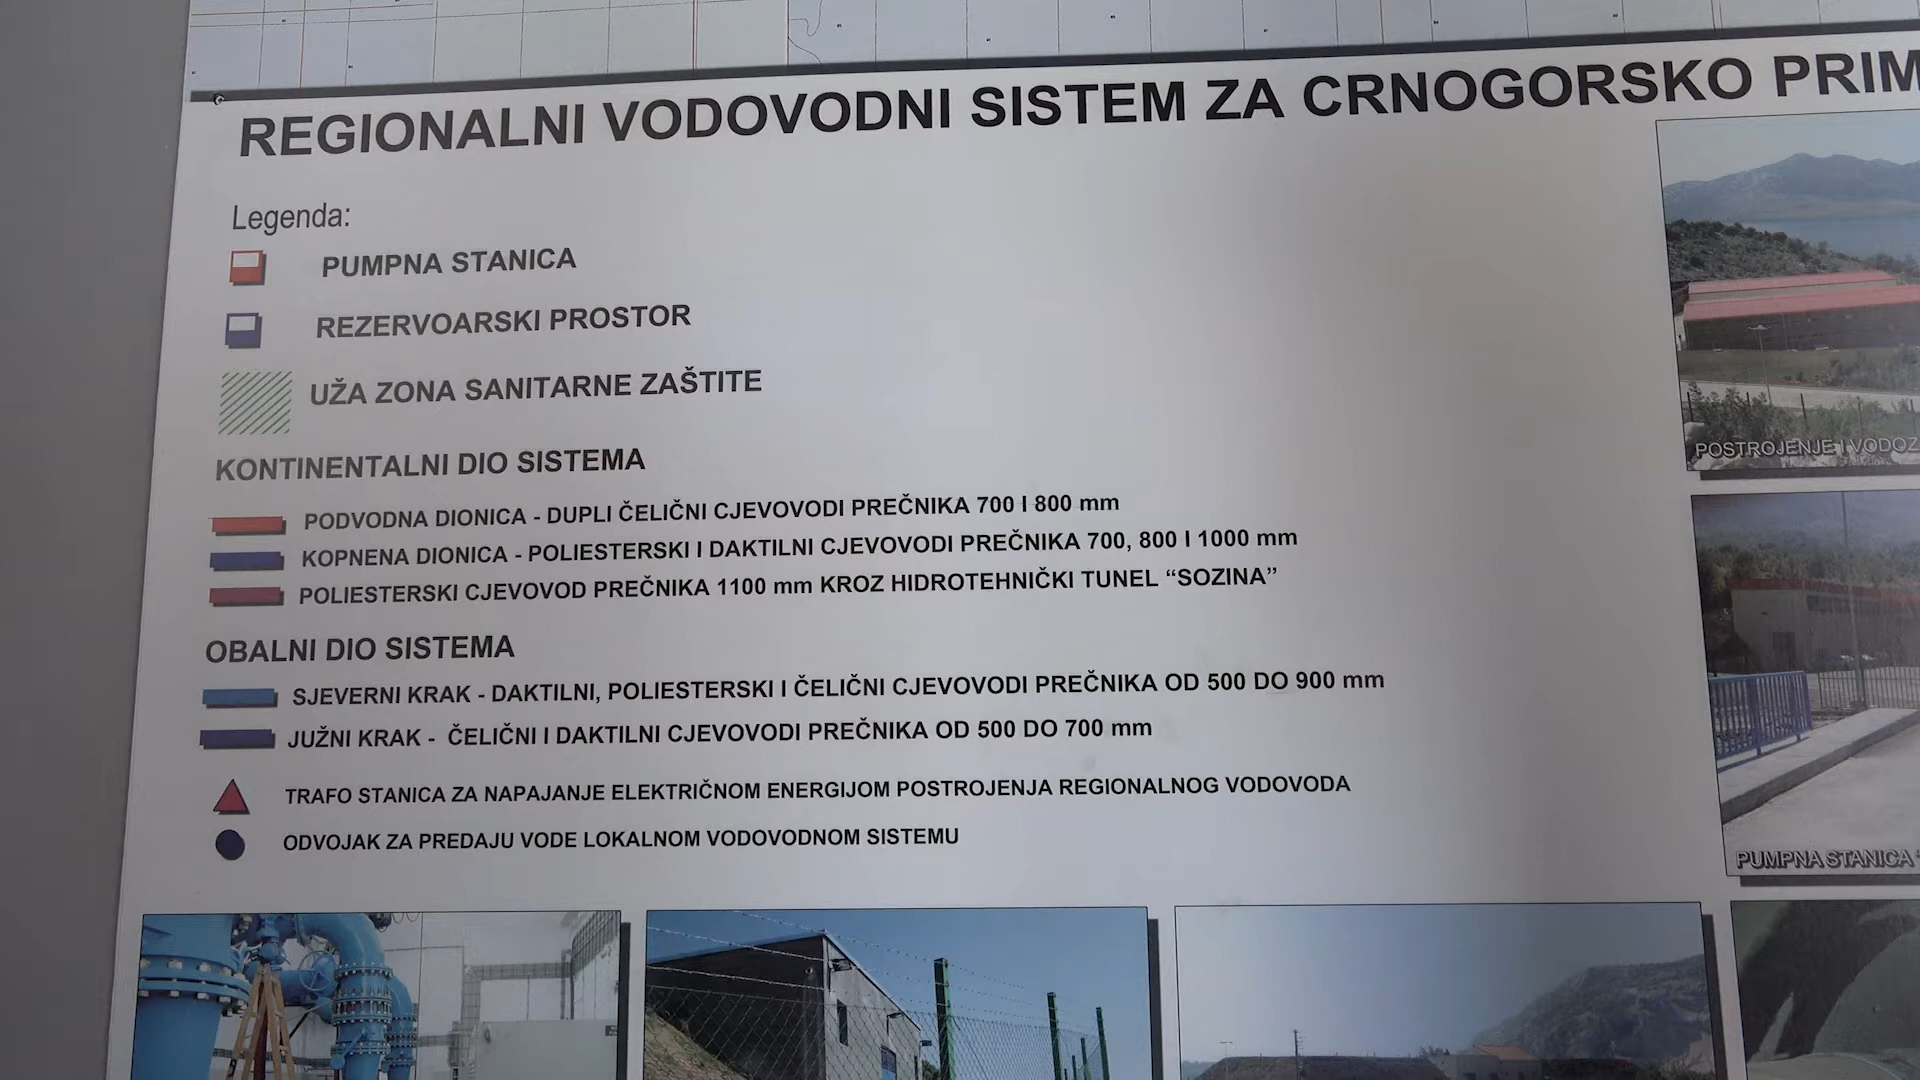 REGIONALNI VODOVODNI SISTEM ZA CRNOGORSKO PRIM
Legenda:
PUMPNA STANICA
REZERVOARSKI PROSTOR
UŽA ZONA SANITARNE ZAŠTITE
KONTINENTALNI DIO SISTEMA
PODVODNA DIONICA - DUPLI ČELIČNI CJEVOVODI PREČNIKA 700 I 800 mm
KOPNENA DIONICA - POLIESTERSKI I DAKTILNI CJEVOVODI PREČNIKA 700, 800 I 1000 mm
POLIESTERSKI CJEVOVOD PREČNIKA 1100 mm KROZ HIDROTEHNIČKI TUNEL “SOZINA”
OBALNI DIO SISTEMA
SJEVERNI KRAK - DAKTILNI, POLIESTERSKI I ČELIČNI CJEVOVODI PREČNIKA OD 500 DO 900 mm
JUŽNI KRAK - ČELIČNI I DAKTILNI CJEVOVODI PREČNIKA OD 500 DO 700 mm
TRAFO STANICA ZA NAPAJANJE ELEKTRIČNOM ENERGIJOM POSTROJENJA REGIONALNOG VODOVODA
ODVOJAK ZA PREDAJU VODE LOKALNOM VODOVODNOM SISTEMU
POSTROJENJE I VODOZ
PUMPNA STANICA “